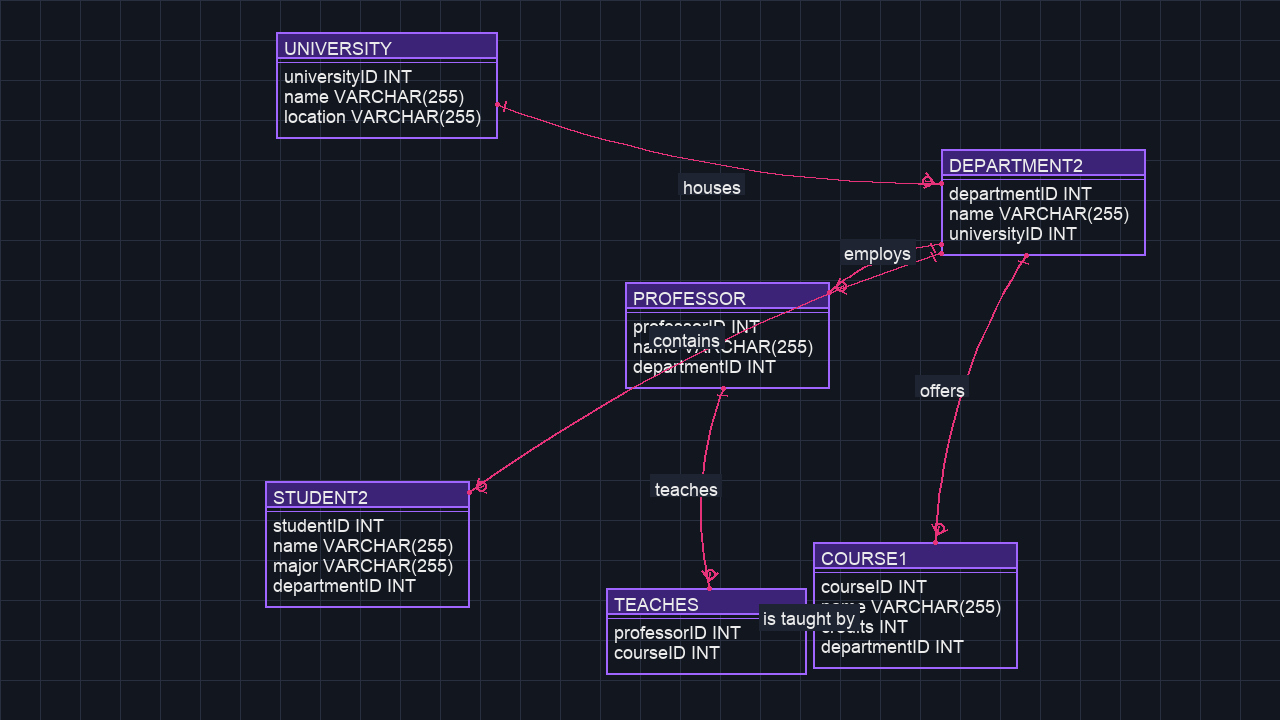 UNIVERSITY
universityID INT
name VARCHAR(255)
location VARCHAR(255)
houses
DEPARTMENT2
departmentID INT
name VARCHAR(255)
universityID INT
employs
PROFESSOR
professorID INT
name VARCHAR(255)
departmentID INT
contains
offers
teaches
STUDENT2
studentID INT
name VARCHAR(255)
major VARCHAR(255)
departmentID INT
TEACHES
professorID INT
courseID INT
is taught by
COURSE1
courseID INT
name VARCHAR(255)
credits INT
departmentID INT